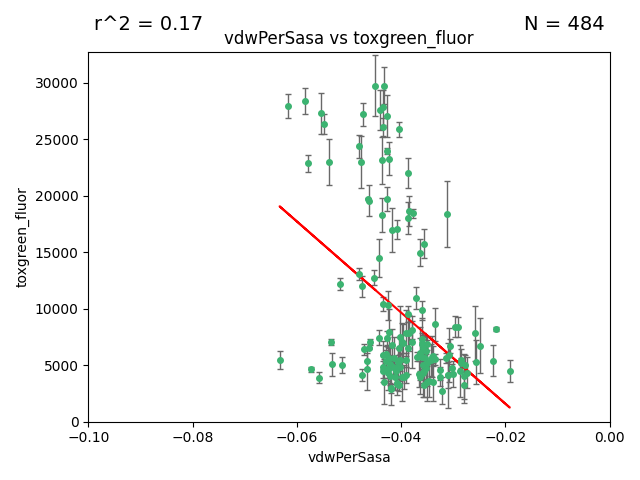 r^2 = 0.17
N = 484
vdwPerSasa vs toxgreen_fluor
30000
25000
20000
15000
10000
5000
0
toxgreen_fluor
−0.10
−0.08
−0.06
−0.04
−0.02
0.00
vdwPerSasa